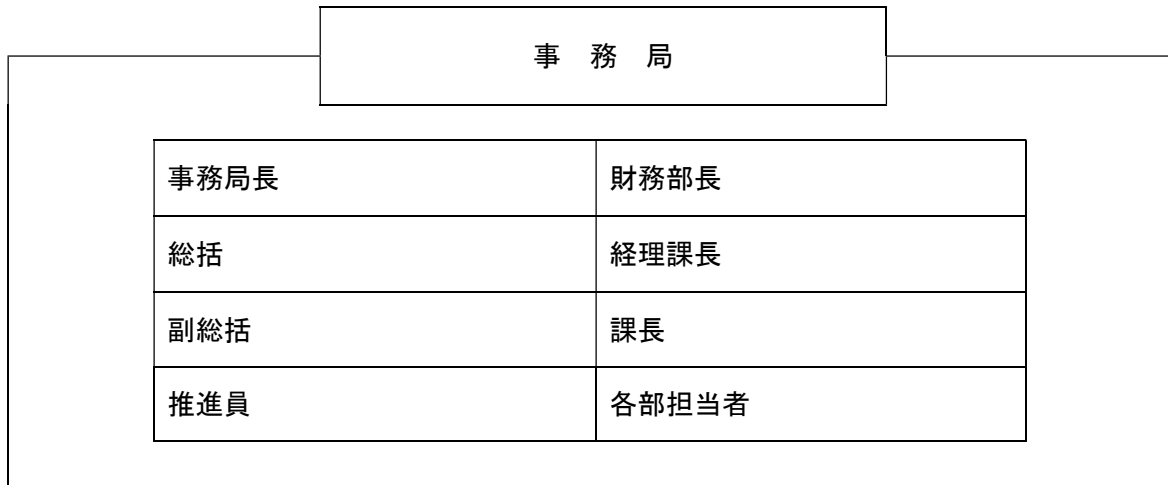 事　務　局
事務局長　財務部長
総括　経理課長
副総括　課長
推進員　各部担当者